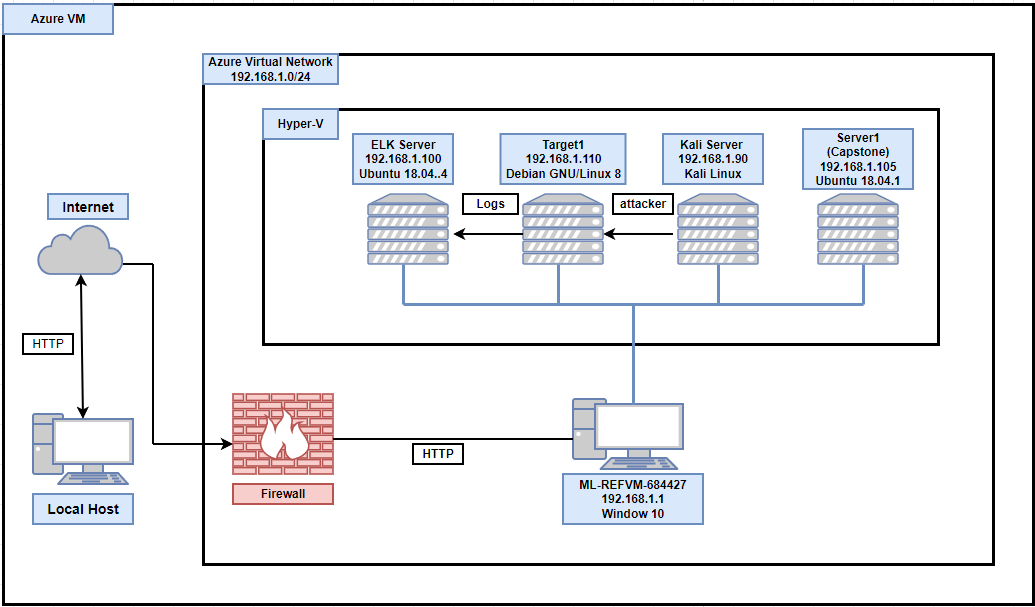 Azure VM
Azure Virtual Network
192.168.1.0/24
Hyper-V
ELK Server
192.168.1.100
Ubuntu 18.04..4
Target1
192.168.1.110
Debian GNU/Linux 8
Kali Server
192.168.1.90
Kali Linux
Server1
(Capstone)
192.168.1.105
Ubuntu 18.04.1
Logs
attacker
Internet
HTTP
Local Host
Firewall
HTTP
ML-REFVM-684427
192.168.1.1
Window 10